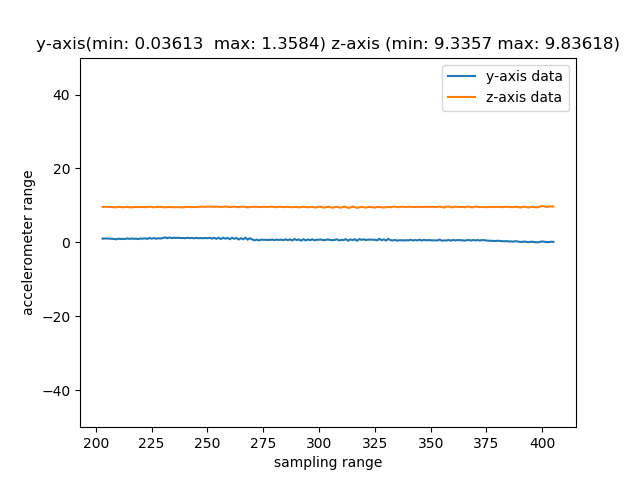 y-axis(min: 0.03613  max: 1.3584) z-axis (min: 9.3357 max: 9.83618)
y-axis data
z-axis data
40
20
0
−20
−40
accelerometer range
200 225 250 275 300 325 350 375 400
sampling range